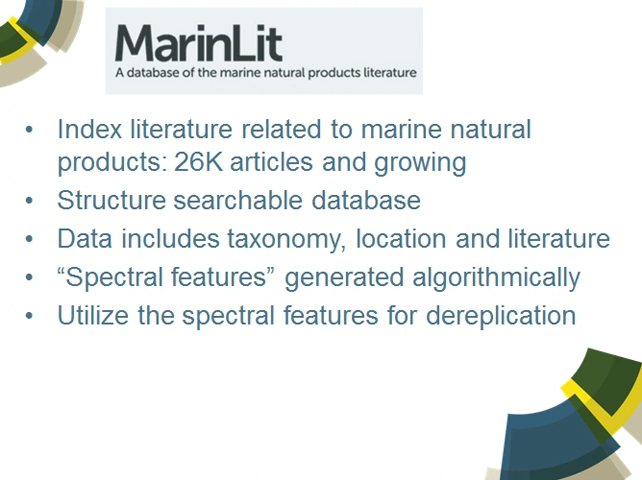 MarinLit
A database of the marine natural products literature
• Index literature related to marine natural
products: 26K articles and growing
• Structure searchable database
• Data includes taxonomy, location and literature
• “Spectral features” generated algorithmically
• Utilize the spectral features for dereplication